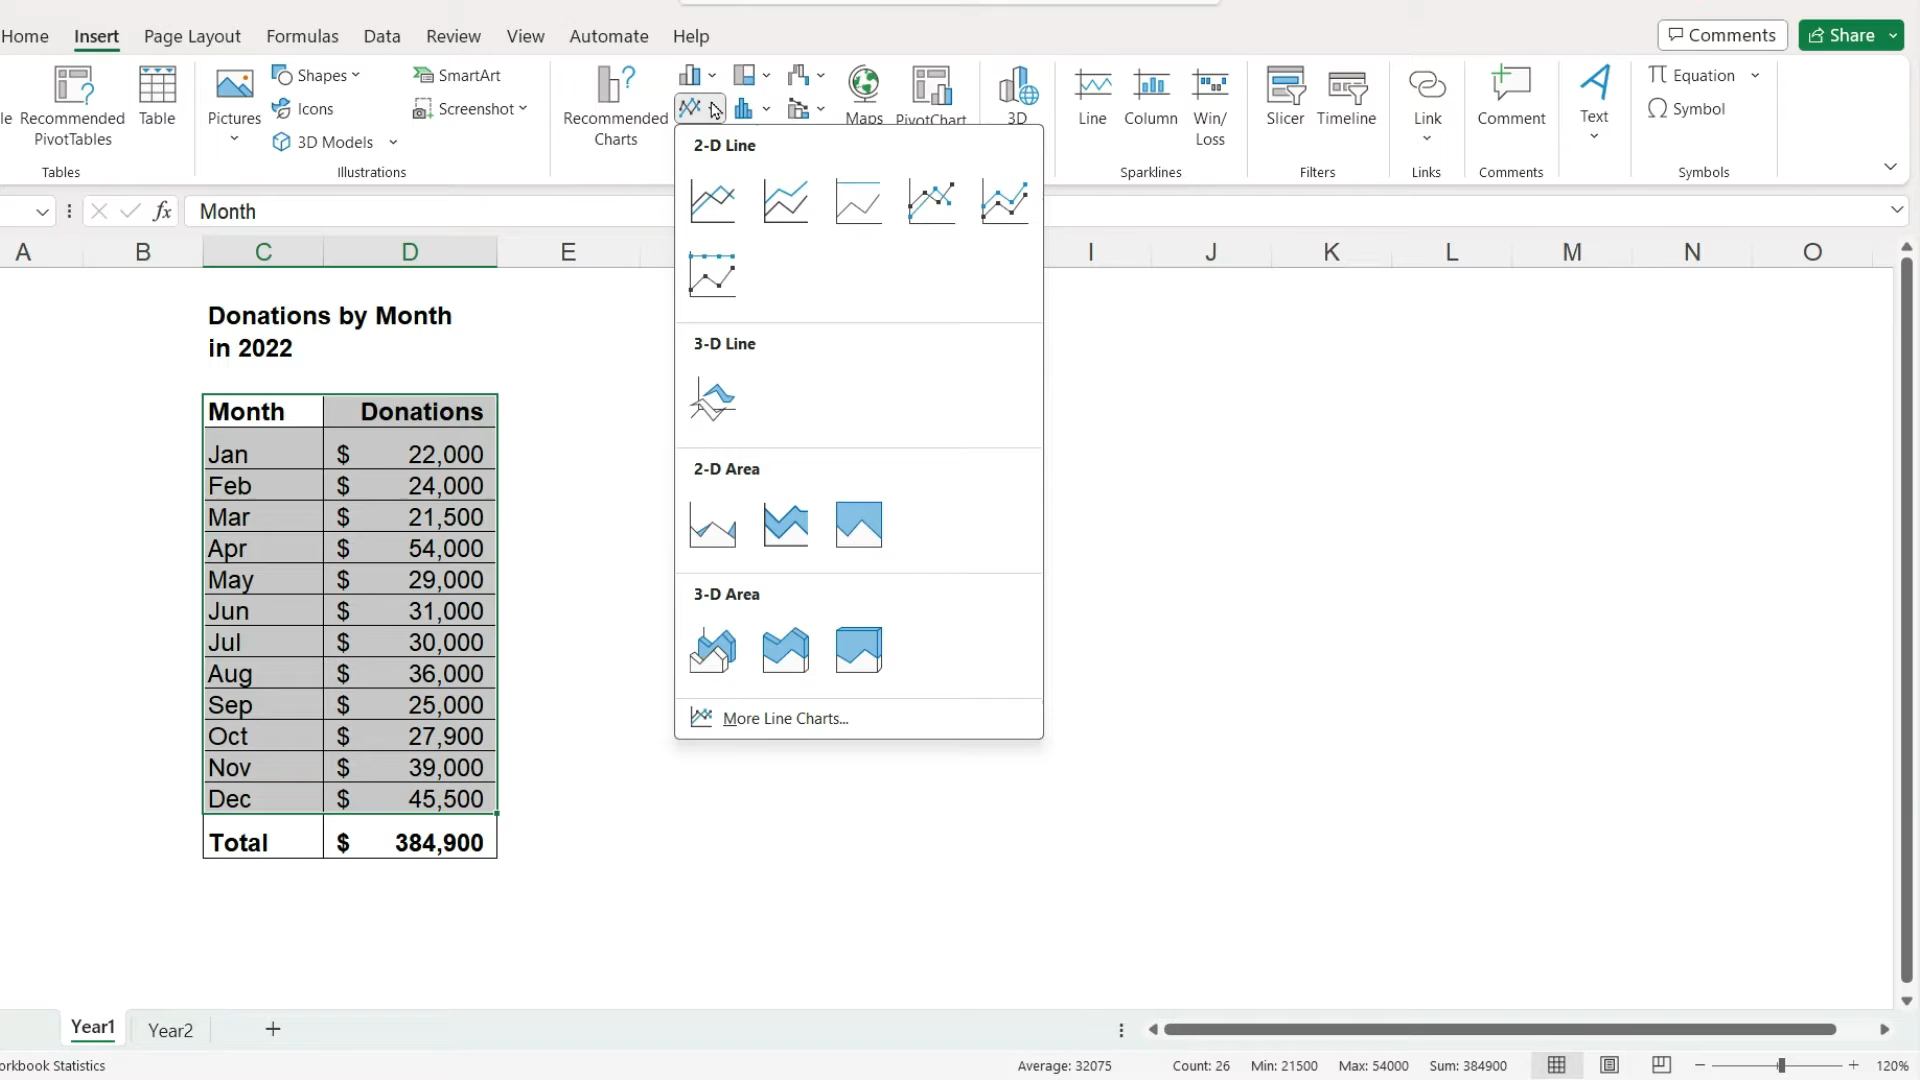 Home Insert Page Layout Formulas Data Review View Automate Help Comments Share
le Recommended PivotTables
Table
Tables
Pictures
Shapes
Icons
3D Models
SmartArt
Screenshot
Illustrations
Recommended Charts
Maps
PivotChart
3D
Line
Column
Win/
Loss
Sparklines
Slicer
Timeline
Filters
Link
Links
Comment
Comments
Text
Equation
Symbol
Symbols
fx Month
A B C D E I J K L M N O
2-D Line
3-D Line
2-D Area
3-D Area
More Line Charts...
Donations by Month
in 2022
Month Donations
Jan $ 22,000
Feb $ 24,000
Mar $ 21,500
Apr $ 54,000
May $ 29,000
Jun $ 31,000
Jul $ 30,000
Aug $ 36,000
Sep $ 25,000
Oct $ 27,900
Nov $ 39,000
Dec $ 45,500
Total $ 384,900
Year1 Year2 +
orkbook Statistics Average: 32075 Count: 26 Min: 21500 Max: 54000 Sum: 384900 120%